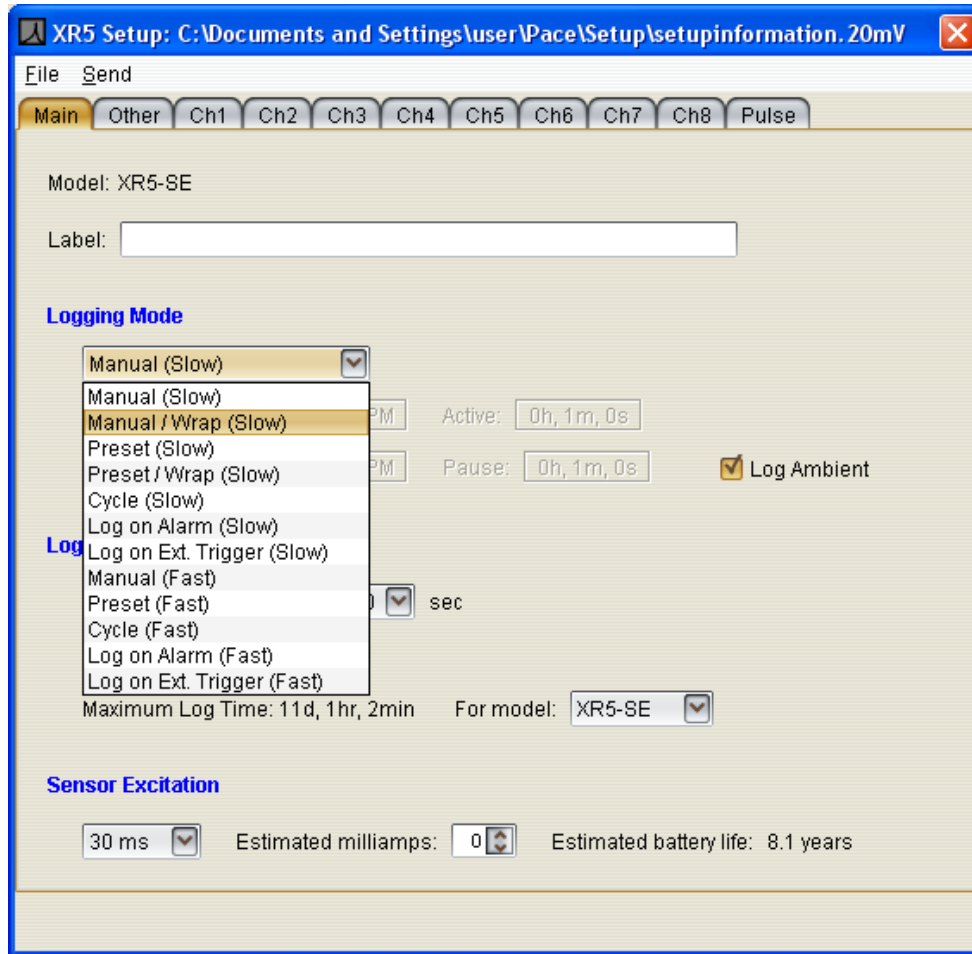 XR5 Setup: C:\Documents and Settings\user\Pace\Setup\setupinformation.20mV
File Send
Main Other Ch1 Ch2 Ch3 Ch4 Ch5 Ch6 Ch7 Ch8 Pulse
Model: XR5-SE
Label:
Logging Mode
Manual (Slow)
Manual (Slow)
Manual / Wrap (Slow)
PM Active: 0h, 1m, 0s
Preset (Slow)
Preset / Wrap (Slow)
PM Pause: 0h, 1m, 0s Log Ambient
Cycle (Slow)
Log on Alarm (Slow)
Log
Log on Ext. Trigger (Slow)
Manual (Fast)
Preset (Fast)
sec
Cycle (Fast)
Log on Alarm (Fast)
Log on Ext. Trigger (Fast)
Maximum Log Time: 11d, 1hr, 2min For model: XR5-SE
Sensor Excitation
30 ms Estimated milliamps: 0 Estimated battery life: 8.1 years